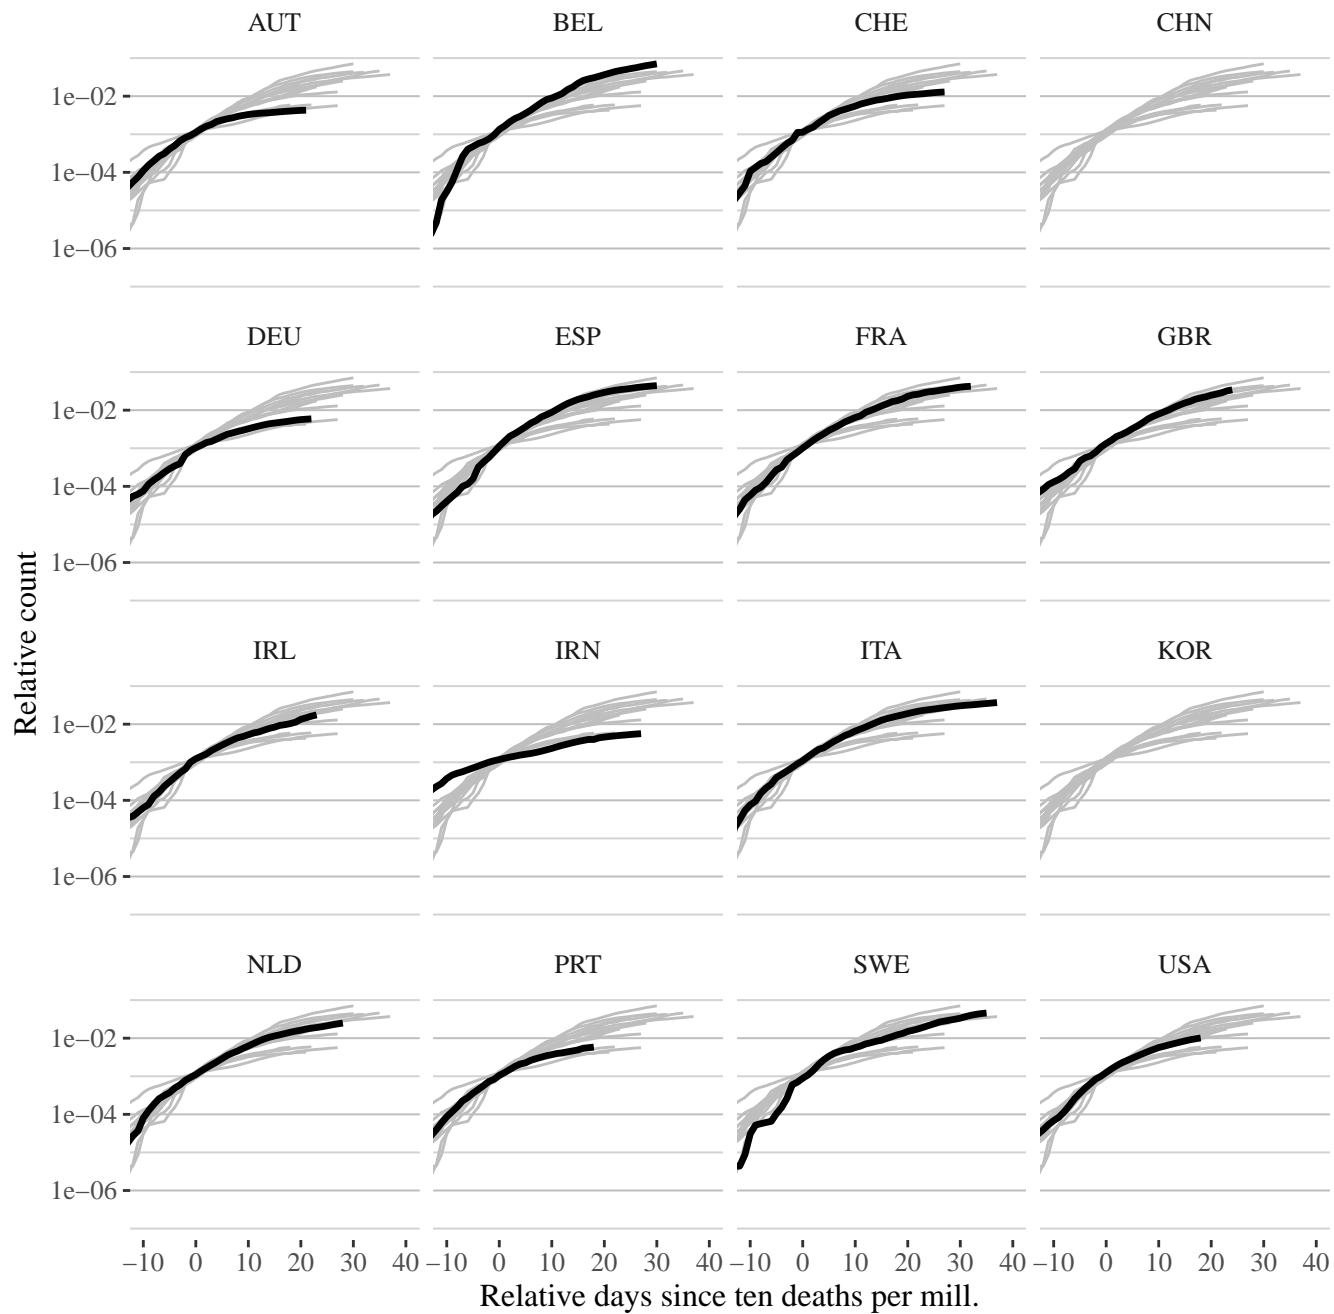 AUT BEL CHE CHN
1e−02
1e−04
1e−06
DEU ESP FRA GBR
1e−02
1e−04
1e−06
Relative count
IRL IRN ITA KOR
1e−02
1e−04
1e−06
NLD PRT SWE USA
1e−02
1e−04
1e−06
−10 0 10 20 30 40 −10 0 10 20 30 40 −10 0 10 20 30 40 −10 0 10 20 30 40
Relative days since ten deaths per mill.